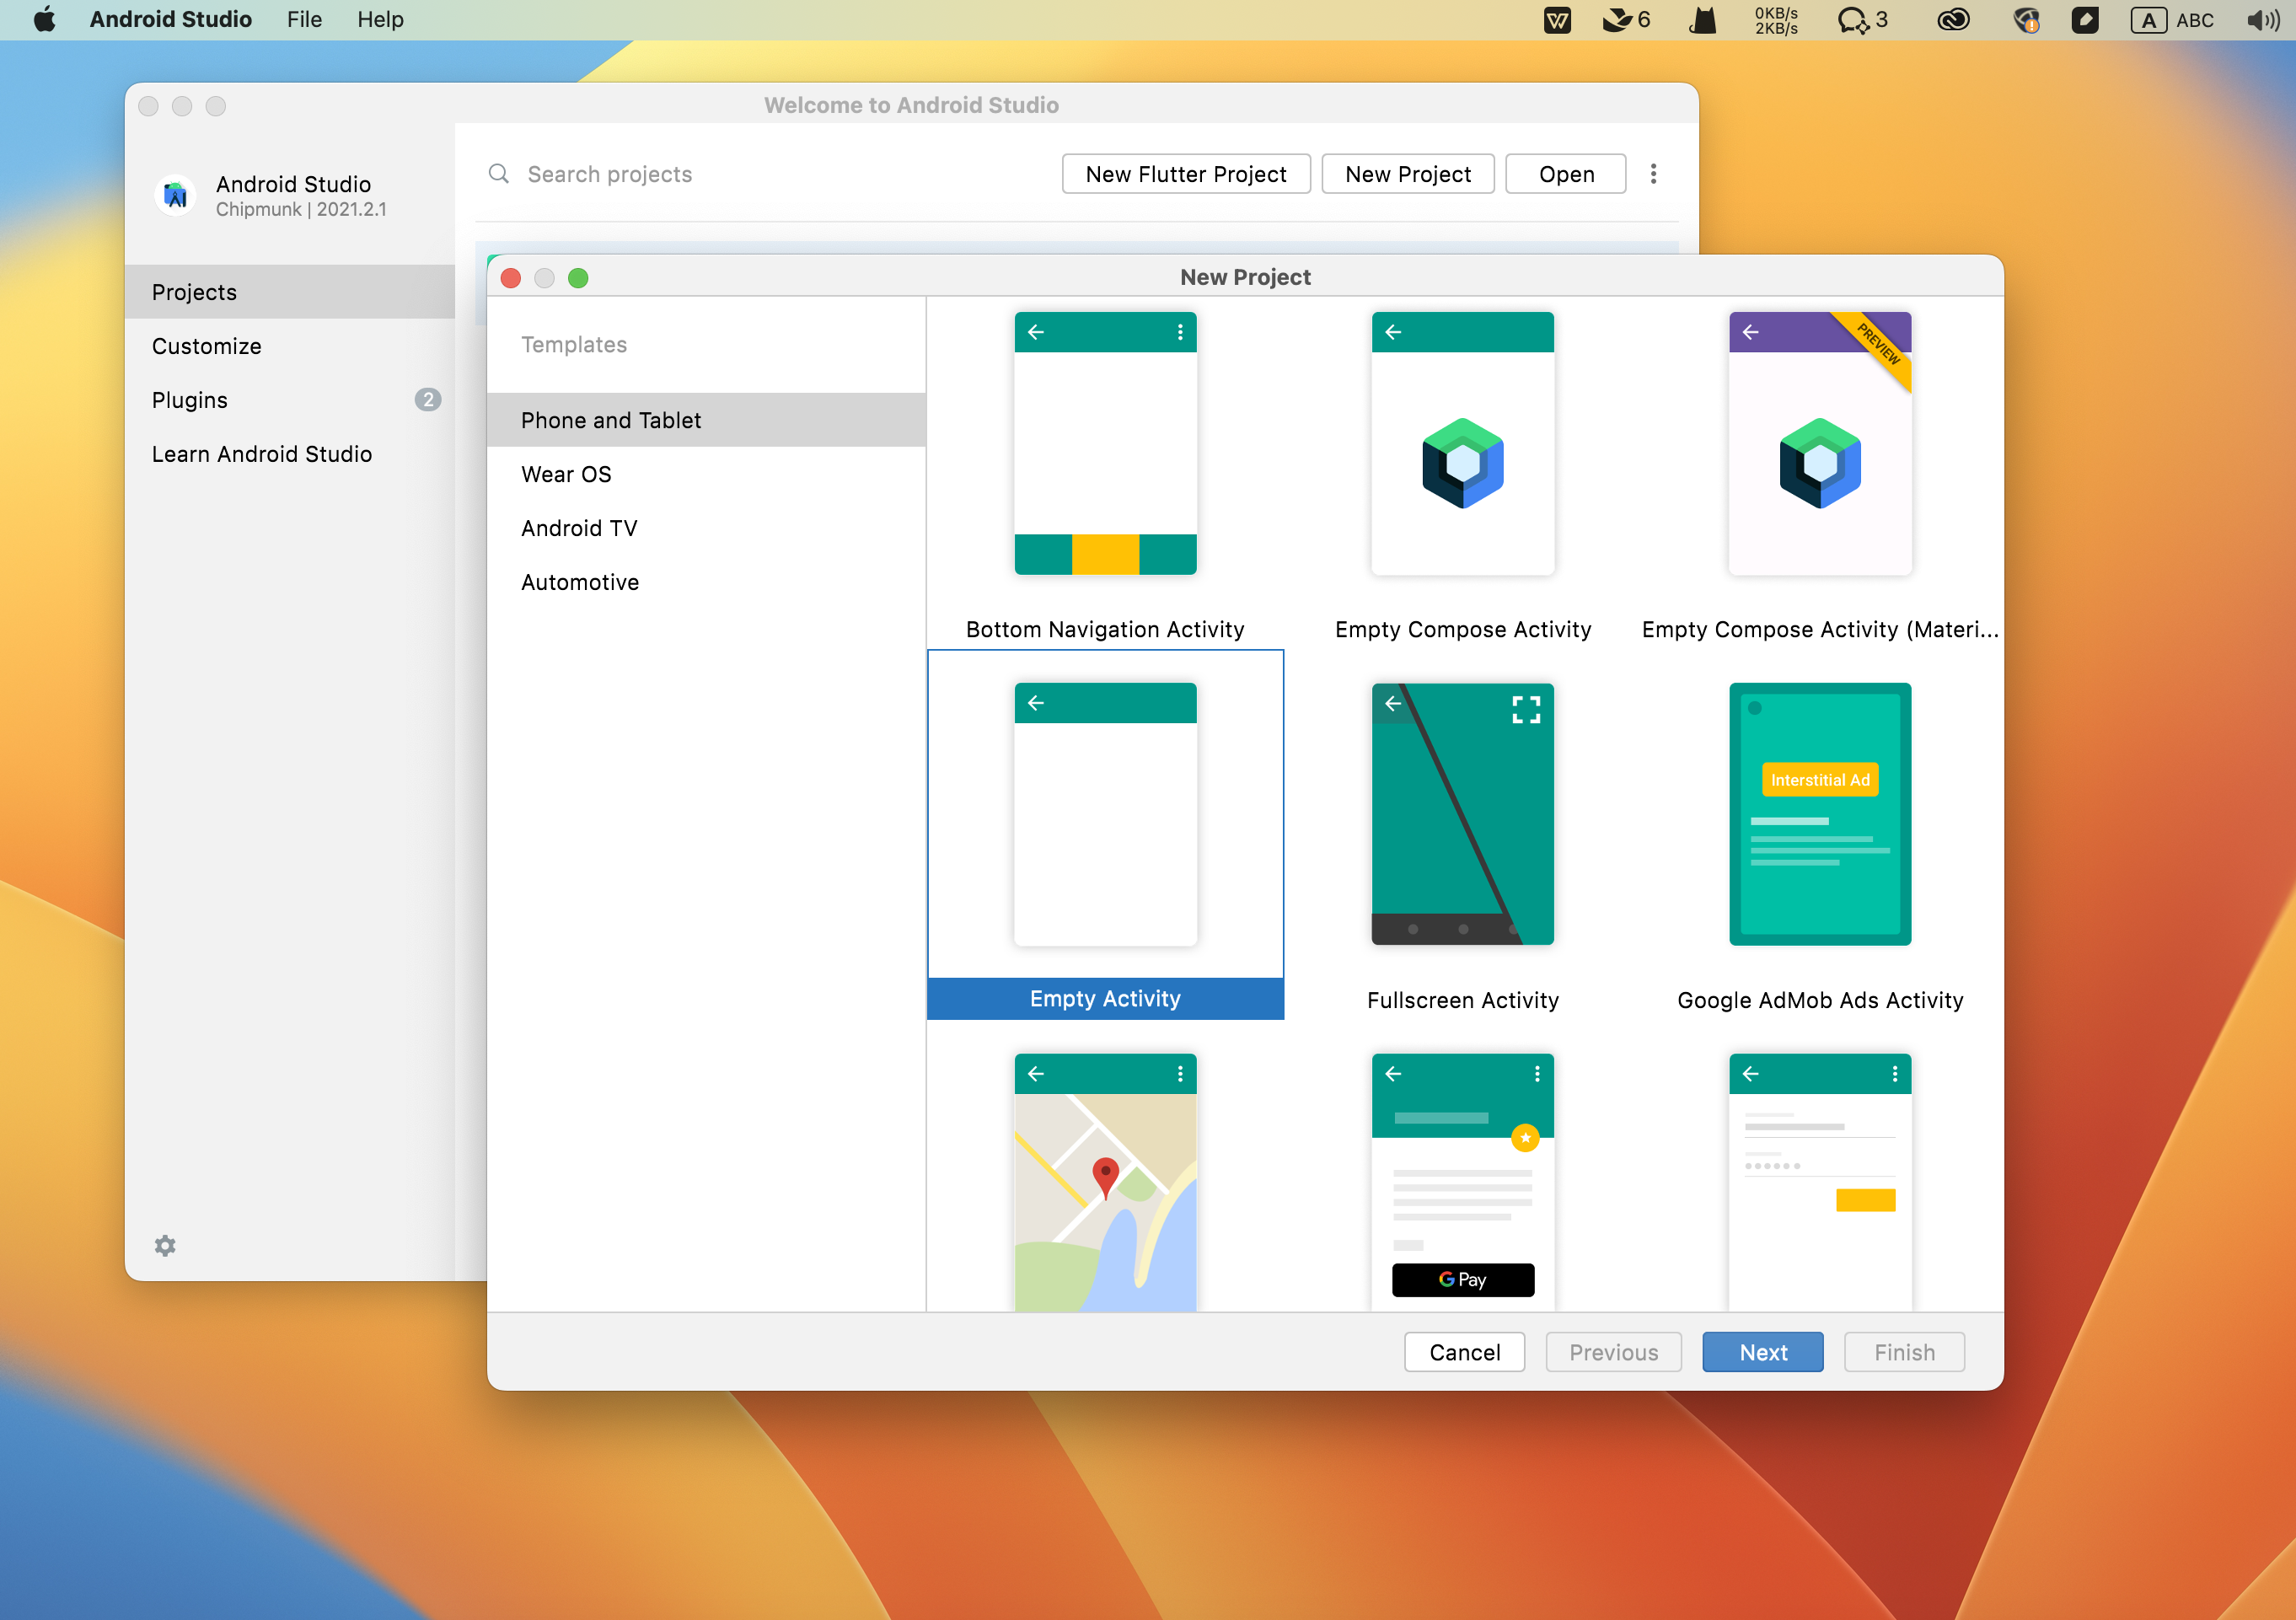 Android Studio File Help
6
0KB/s
2KB/s
3
A ABC
Welcome to Android Studio
Android Studio
Chipmunk | 2021.2.1
Search projects
New Flutter Project
New Project
Open
Projects
Customize
Plugins 2
Learn Android Studio
New Project
Templates
Phone and Tablet
Wear OS
Android TV
Automotive
PREVIEW
Bottom Navigation Activity
Empty Compose Activity
Empty Compose Activity (Materi...
Interstitial Ad
Empty Activity
Fullscreen Activity
Google AdMob Ads Activity
G Pay
Cancel
Previous
Next
Finish